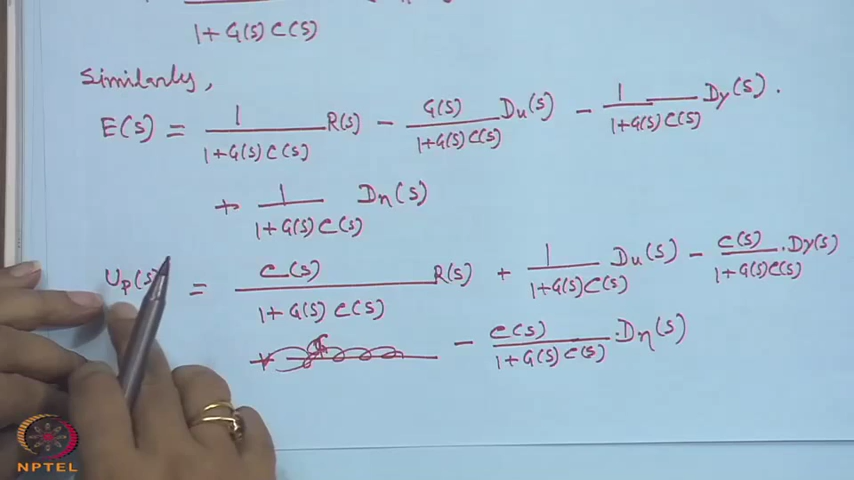 1+G(s) C(s)
Similarly,
E(s) = 1/(1+G(s) C(s)) R(s) - G(s)/(1+G(s)C(s)) Du(s) - 1/(1+G(s)C(s)) Dy(s).
+ 1/(1+G(s)C(s)) Dn(s)
Up(s) = C(s)/(1+G(s)C(s)) R(s) + 1/(1+G(s)C(s)) Du(s) - C(s)/(1+G(s)C(s)) . Dy(s)
- C(s)/(1+G(s)C(s)) . Dη(s)
NPTEL